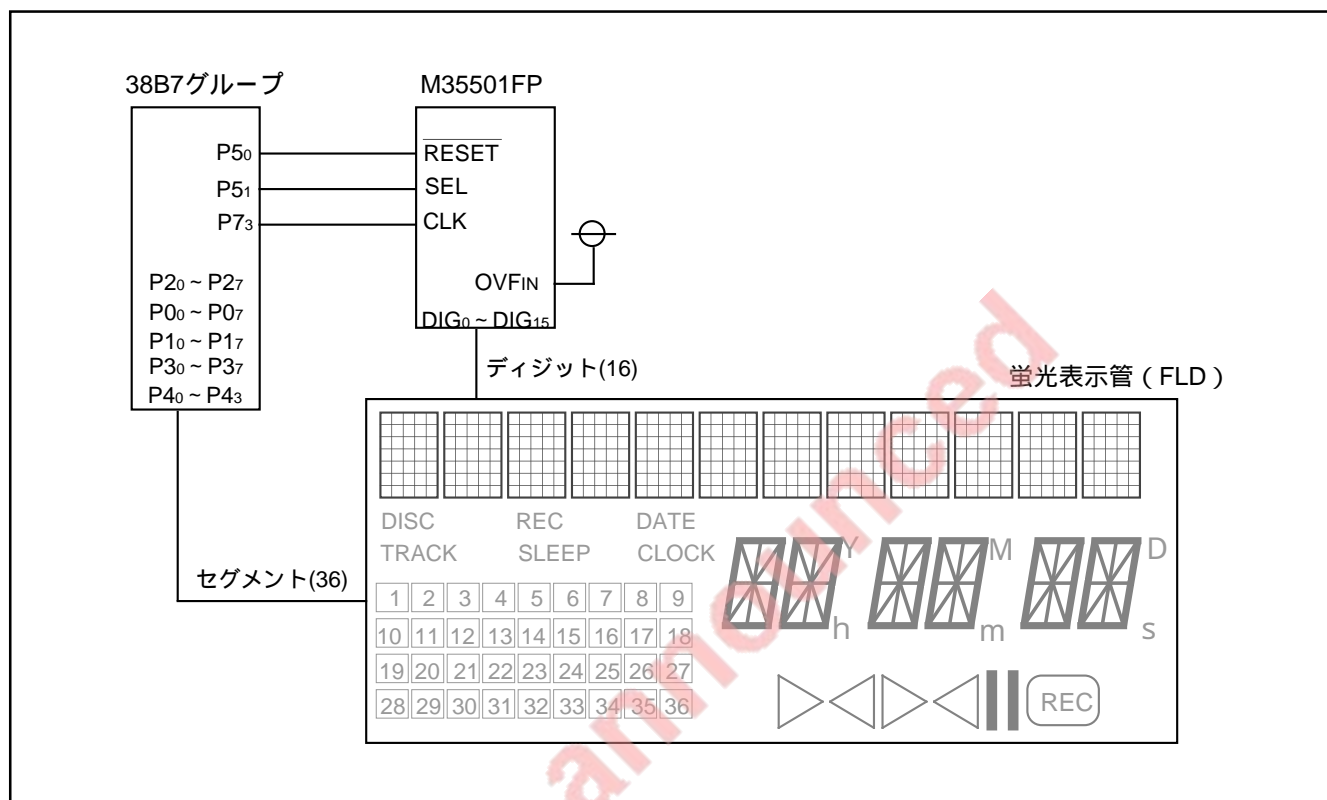 38B7グループ M35501FP
P50 RESET
P51 SEL
P73 CLK
P20 ~ P27 OVFIN
P00 ~ P07
P10 ~ P17 DIG0 ~ DIG15
P30 ~ P37
P40 ~ P43
ディジット(16)
蛍光表示管(FLD)
セグメント(36)
DISC REC DATE
TRACK SLEEP CLOCK
Y M D
h m s
1 2 3 4 5 6 7 8 9
10 11 12 13 14 15 16 17 18
19 20 21 22 23 24 25 26 27
28 29 30 31 32 33 34 35 36
REC
announced